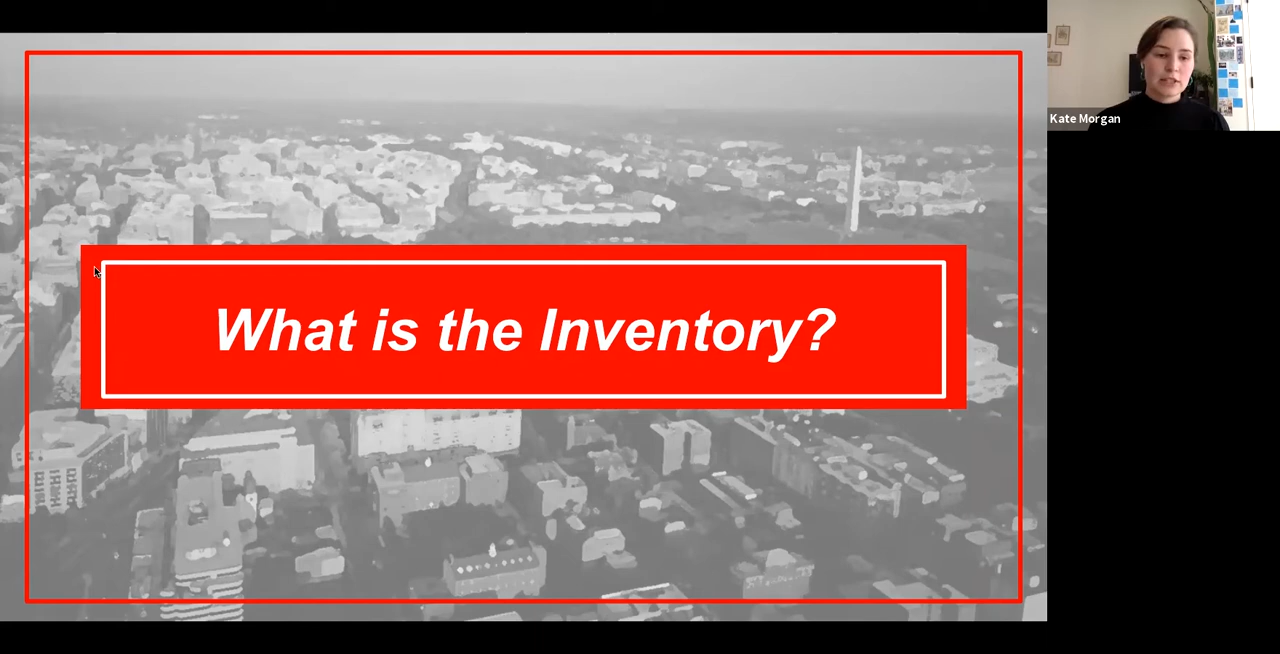 Kate Morgan
What is the Inventory?